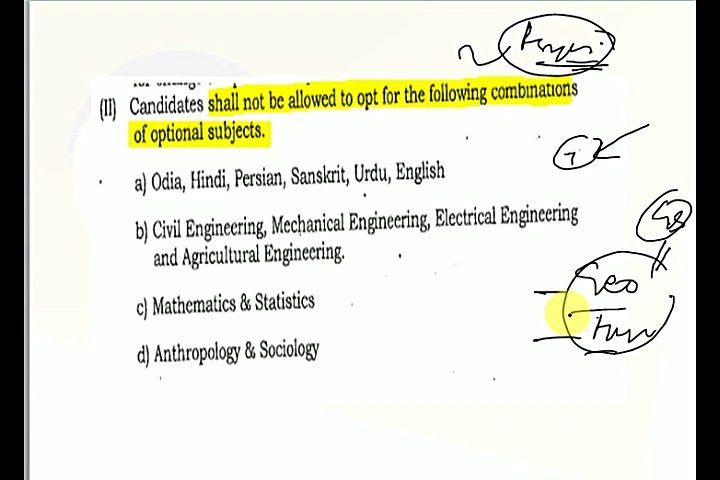 (II) Candidates shall not be allowed to opt for the following combinations
of optional subjects.
a) Odia, Hindi, Persian, Sanskrit, Urdu, English
b) Civil Engineering, Mechanical Engineering, Electrical Engineering
and Agricultural Engineering.
c) Mathematics & Statistics
d) Anthropology & Sociology
Geo